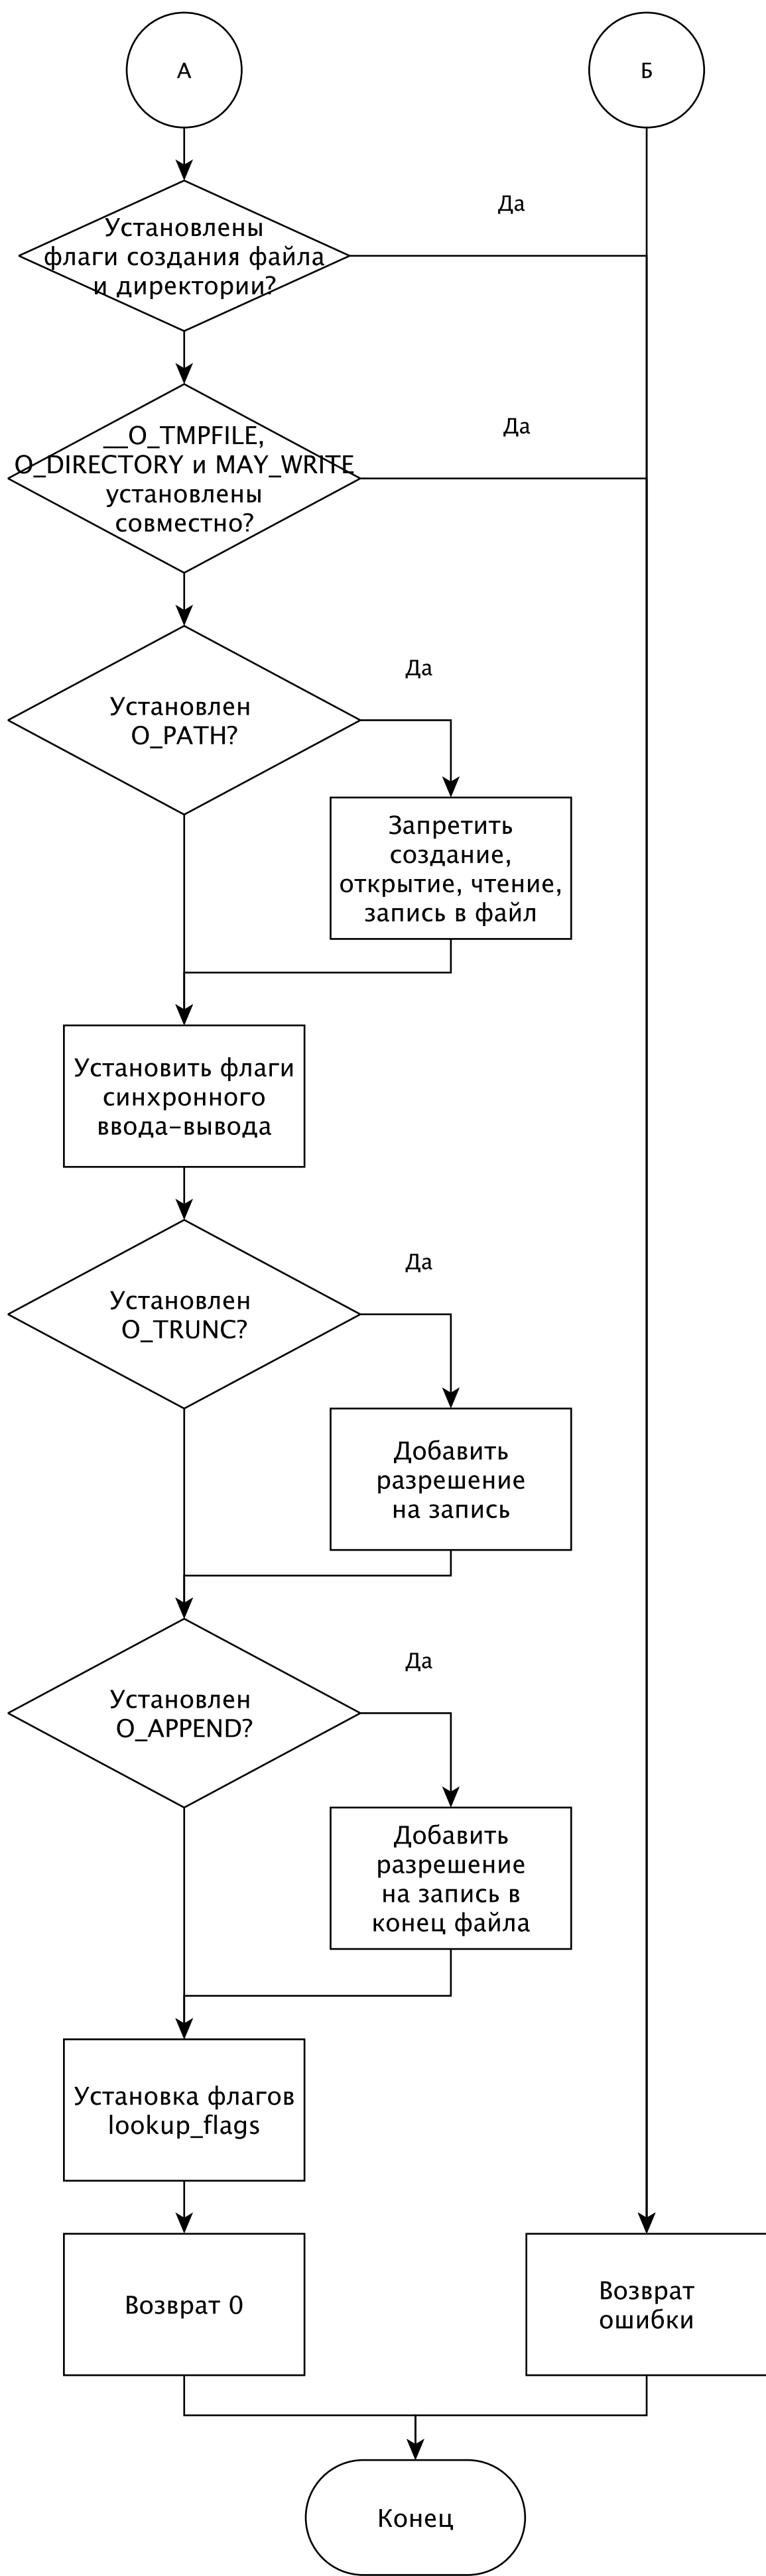 А
Б
Да
Установлены
флаги создания файла
и директории?
Да
__O_TMPFILE,
O_DIRECTORY и MAY_WRITE
установлены
совместно?
Да
Установлен
O_PATH?
Запретить
создание,
открытие, чтение,
запись в файл
Установить флаги
синхронного
ввода-вывода
Да
Установлен
O_TRUNC?
Добавить
разрешение
на запись
Да
Установлен
O_APPEND?
Добавить
разрешение
на запись в
конец файла
Установка флагов
lookup_flags
Возврат 0
Возврат
ошибки
Конец